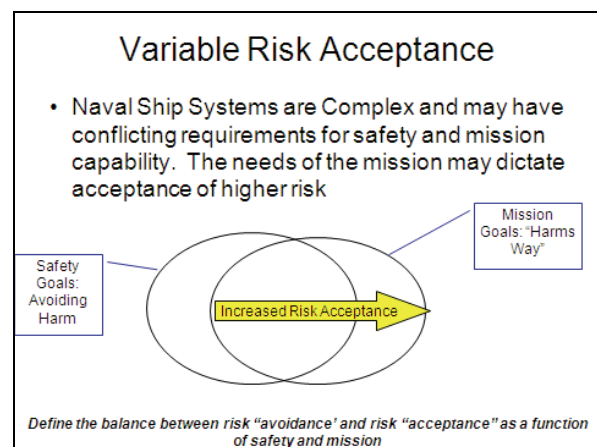 Variable Risk Acceptance
• Naval Ship Systems are Complex and may have
conflicting requirements for safety and mission
capability. The needs of the mission may dictate
acceptance of higher risk
Mission
Goals: "Harms
Way"
Safety
Goals:
Avoiding
Harm
Increased Risk Acceptance
Define the balance between risk "avoidance' and risk "acceptance" as a function
of safety and mission